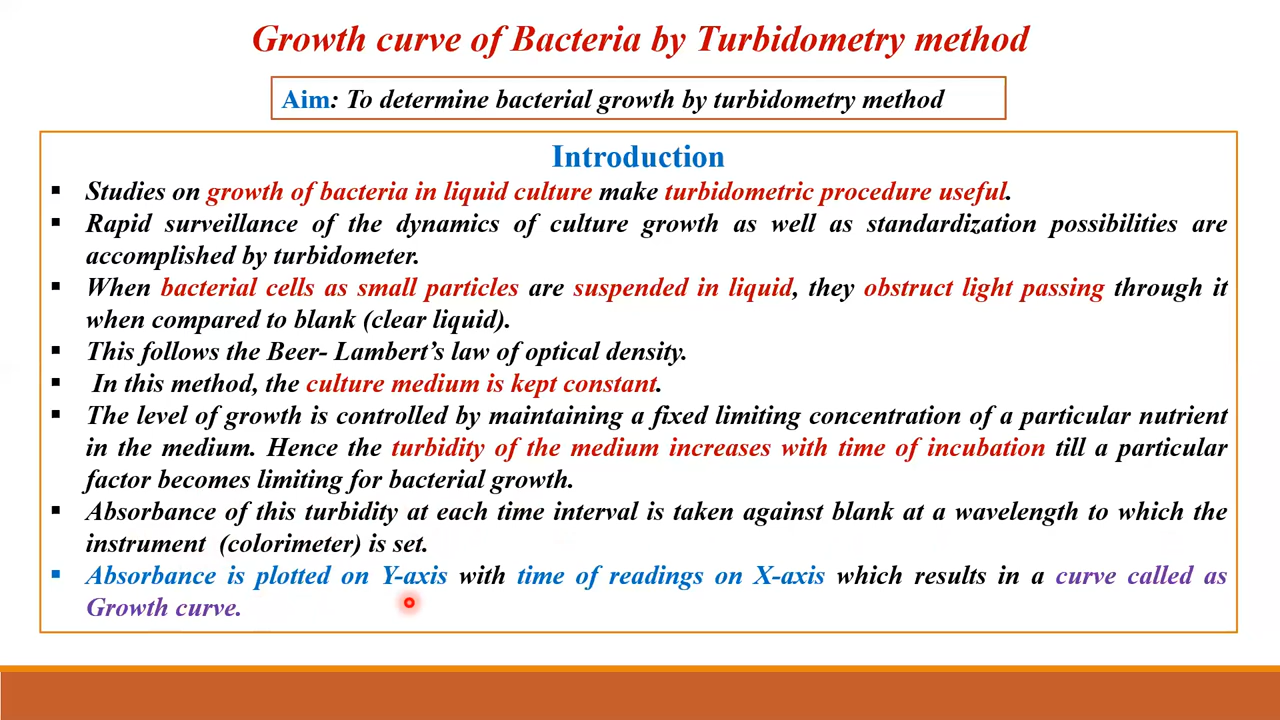 Growth curve of Bacteria by Turbidometry method
Aim: To determine bacterial growth by turbidometry method
Introduction
▪ Studies on growth of bacteria in liquid culture make turbidometric procedure useful.
▪ Rapid surveillance of the dynamics of culture growth as well as standardization possibilities are
accomplished by turbidometer.
▪ When bacterial cells as small particles are suspended in liquid, they obstruct light passing through it
when compared to blank (clear liquid).
▪ This follows the Beer- Lambert's law of optical density.
▪ In this method, the culture medium is kept constant.
▪ The level of growth is controlled by maintaining a fixed limiting concentration of a particular nutrient
in the medium. Hence the turbidity of the medium increases with time of incubation till a particular
factor becomes limiting for bacterial growth.
▪ Absorbance of this turbidity at each time interval is taken against blank at a wavelength to which the
instrument (colorimeter) is set.
▪ Absorbance is plotted on Y-axis with time of readings on X-axis which results in a curve called as
Growth curve.